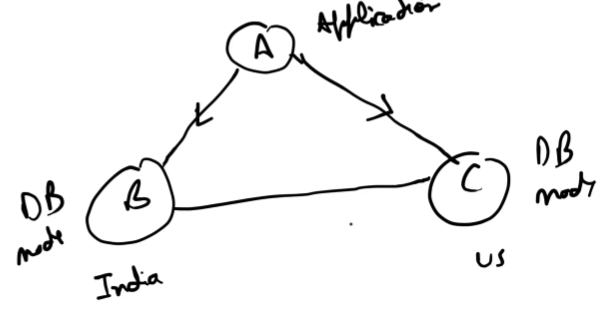 Application
A
DB
node
B
India
C
DB
node
US